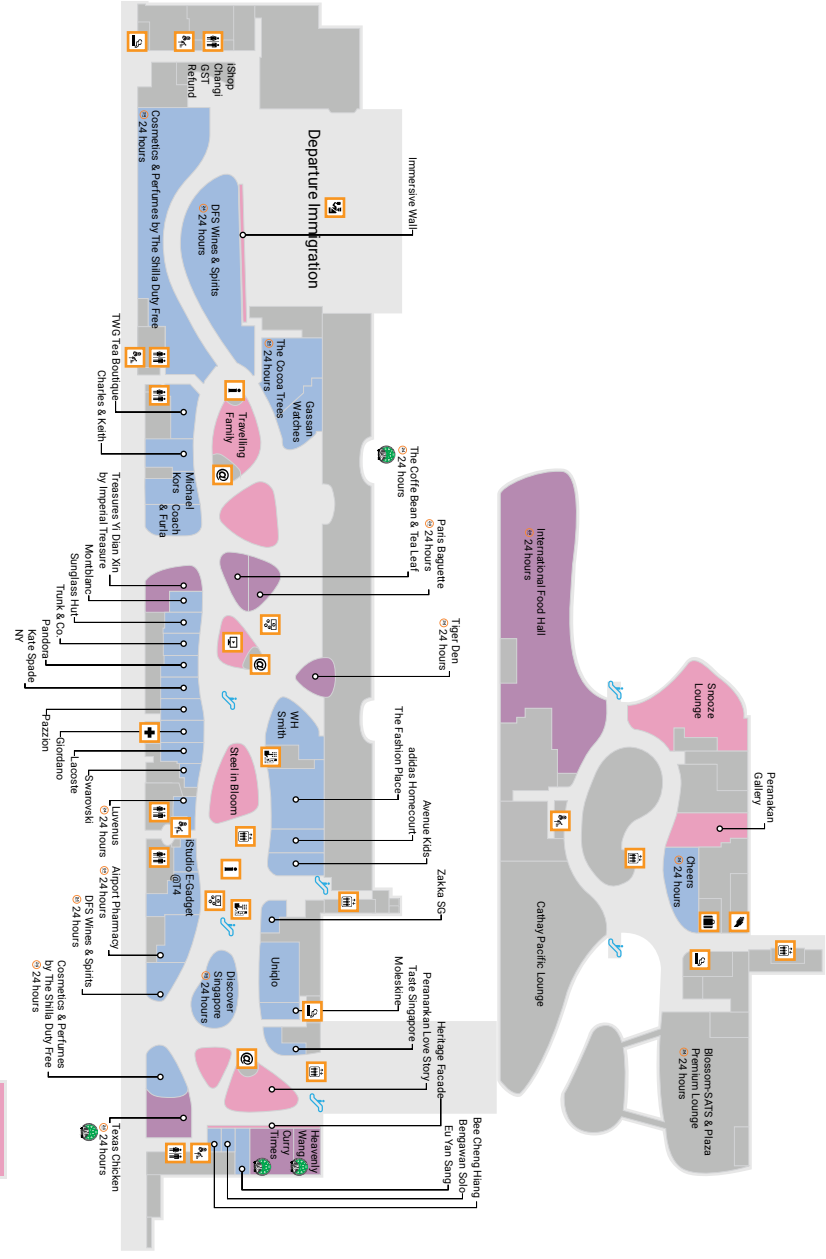 iShop
Changi
GST
Refund
Cosmetics & Perfumes by The Shilla Duty Free
24 hours
Departure Immigration
Immersive Wall
DFS Wines & Spirits
24 hours
TWG Tea Boutique
Charles & Keith
The Cocoa Trees
24 hours
Gassan
Watches
Travelling
Family
i
@
Michael
Kors
Coach
& Furla
The Coffe Bean & Tea Leaf
24 hours
Paris Baguette
24 hours
Treasures Yi Dian Xin
by Imperial Treasure
Montblanc
Sunglass Hut
Trunk & Co.
Pandora
Kate Spade
NY
Pazzion
Giordano
Lacoste
Swarovski
Luvenus
24 hours
@
Tiger Den
24 hours
WH
Smith
Steel in Bloom
The Fashion Place
adidas Homecourt
Avenue Kids
i
iStudio E-Gadget
@T4
Airport Pharmacy
24 hours
DFS Wines & Spirits
24 hours
Zakka SG
Discover
Singapore
24 hours
Uniqlo
Moleskine
Taste Singapore
Peranankan Love Story
Heritage Facade
@
Cosmetics & Perfumes
by The Shilla Duty Free
24 hours
Texas Chicken
24 hours
Heavenly
Wang
Curry
Times
Bee Cheng Hiang
Bengawan Solo
Eu Yan Sang
International Food Hall
24 hours
Snooze
Lounge
Peranakan
Gallery
Cheers
24 hours
Cathay Pacific Lounge
Blossom-SATS & Plaza
Premium Lounge
24 hours